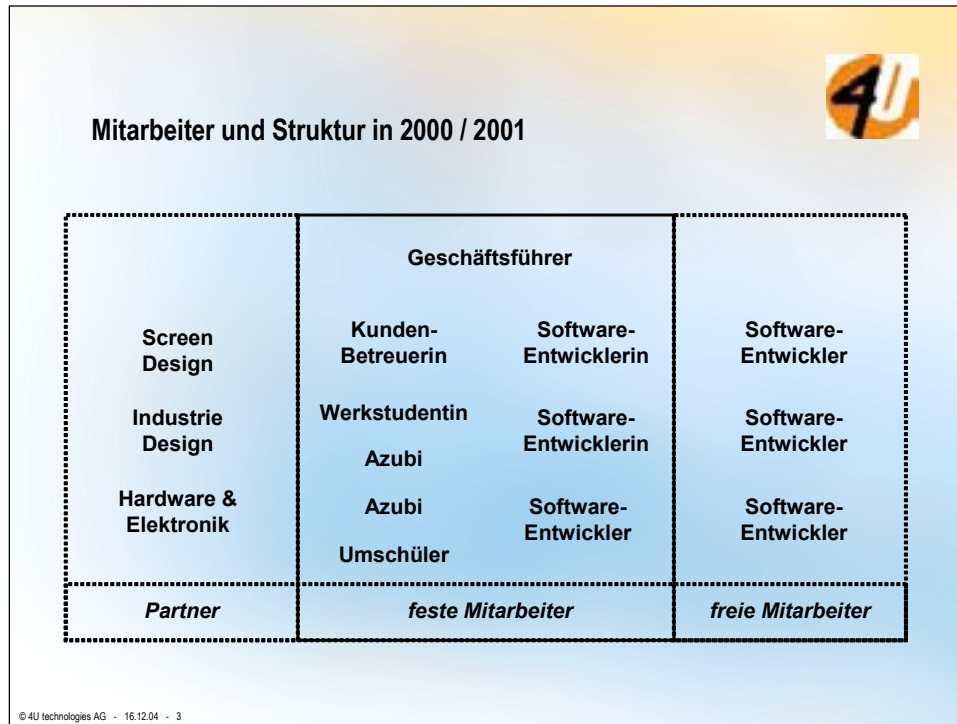 4U
Mitarbeiter und Struktur in 2000 / 2001
Screen
Design
Industrie
Design
Hardware &
Elektronik
Partner
Geschäftsführer
Kunden-
Betreuerin
Werkstudentin
Azubi
Azubi
Umschüler
Software-
Entwicklerin
Software-
Entwicklerin
Software-
Entwickler
feste Mitarbeiter
Software-
Entwickler
Software-
Entwickler
Software-
Entwickler
freie Mitarbeiter
© 4U technologies AG - 16.12.04 - 3